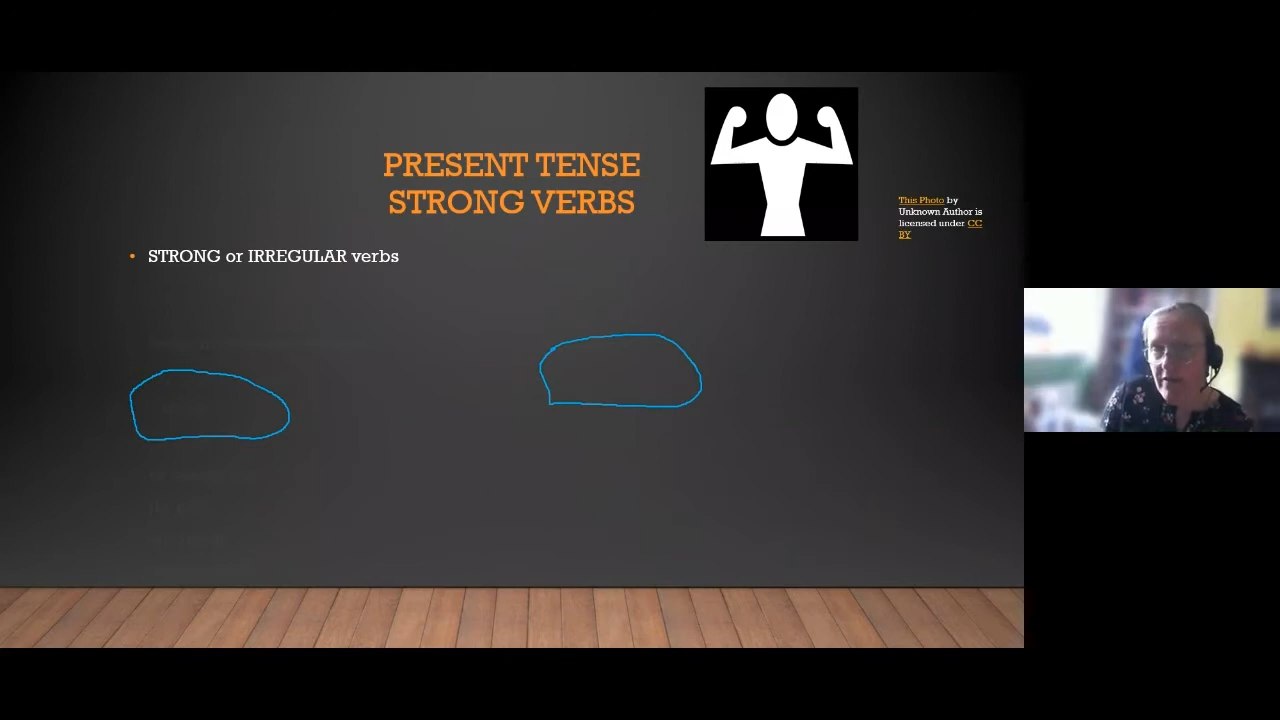 PRESENT TENSE
STRONG VERBS
This Photo by
Unknown Author is
licensed under CC
BY
• STRONG or IRREGULAR verbs